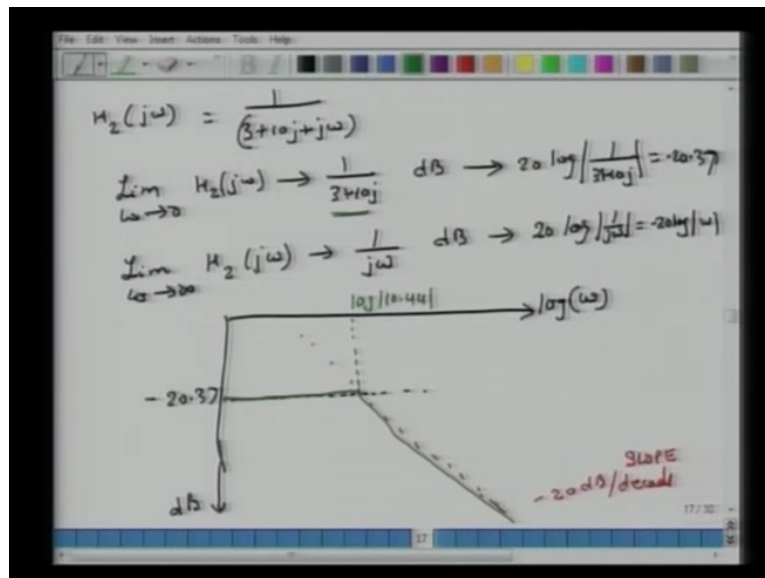 File Edit View Insert Actions Tools Help
H₂(jω) = 1/(3+10j+jω)
Lim ω→0 H₂(jω) → 1/(3+10j) dB → 20 log|1/(3+10j)| = -20.37
Lim ω→∞ H₂(jω) → 1/jω dB → 20 log|1/jω| = -20log|ω|
log|10.44|
log(ω)
-20.37
SLOPE
-20dB/decade
dB
17/30
17